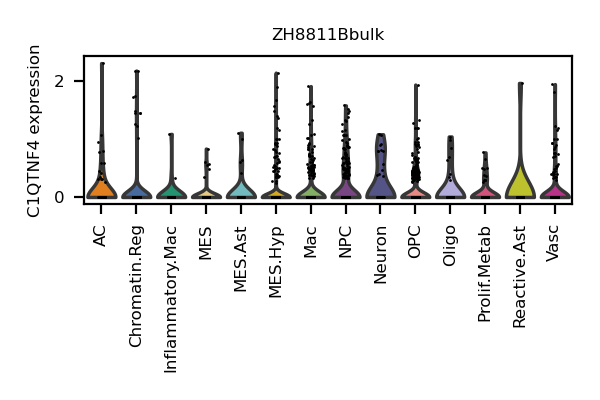 ZH8811Bbulk
C1QTNF4 expression
2
0
AC
Chromatin.Reg
Inflammatory.Mac
MES
MES.Ast
MES.Hyp
Mac
NPC
Neuron
OPC
Oligo
Prolif.Metab
Reactive.Ast
Vasc